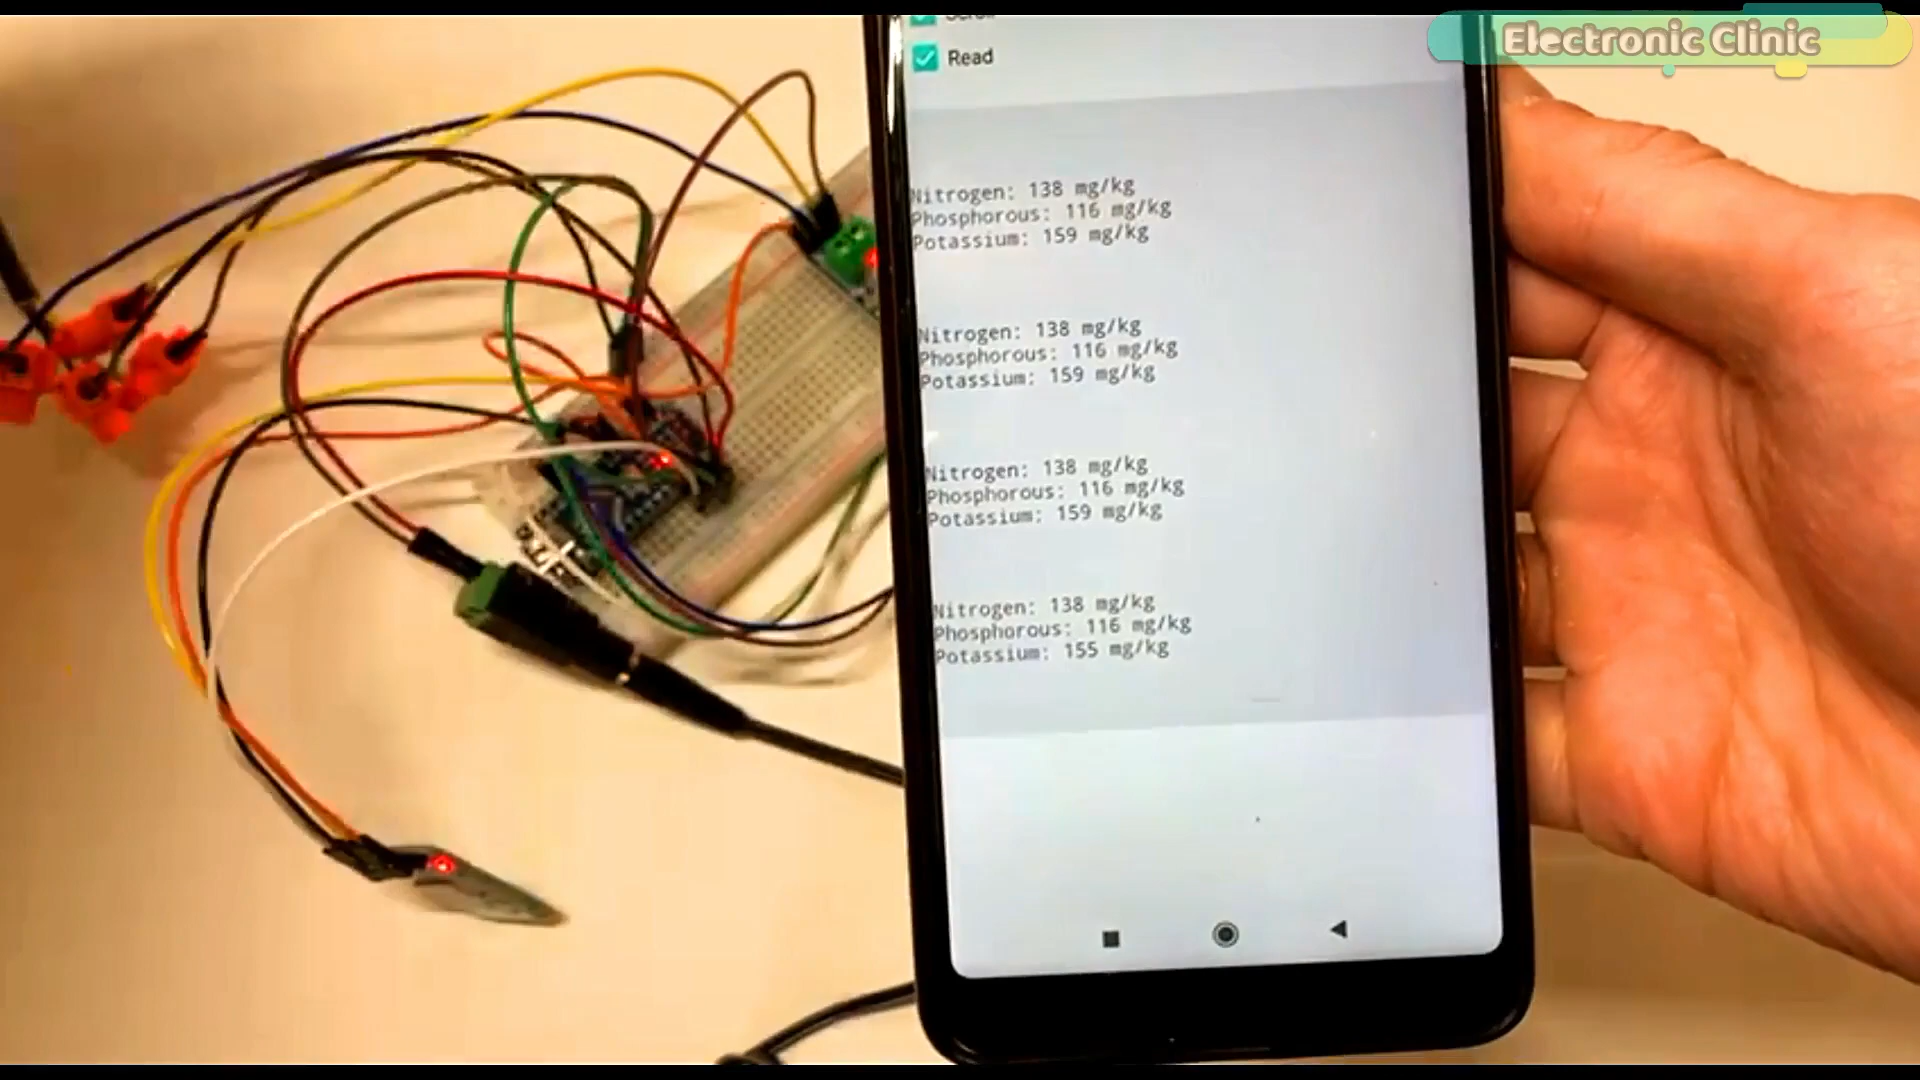 Electronic Clinic
Scroll
Read
Nitrogen: 138 mg/kg
Phosphorous: 116 mg/kg
Potassium: 159 mg/kg
Nitrogen: 138 mg/kg
Phosphorous: 116 mg/kg
Potassium: 159 mg/kg
Nitrogen: 138 mg/kg
Phosphorous: 116 mg/kg
Potassium: 159 mg/kg
Nitrogen: 138 mg/kg
Phosphorous: 116 mg/kg
Potassium: 155 mg/kg